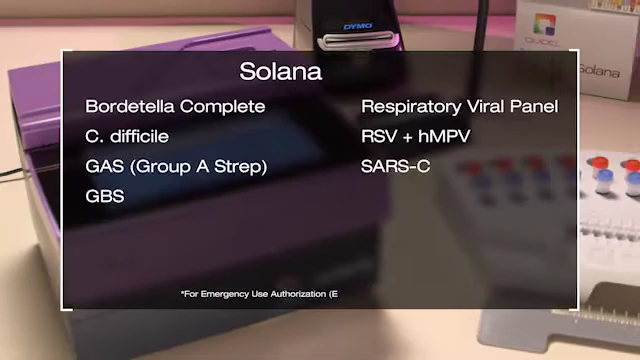 DYMO
QUIDEL
Solana
Solana
Bordetella Complete
C. difficile
GAS (Group A Strep)
GBS
Respiratory Viral Panel
RSV + hMPV
SARS-C
*For Emergency Use Authorization (E